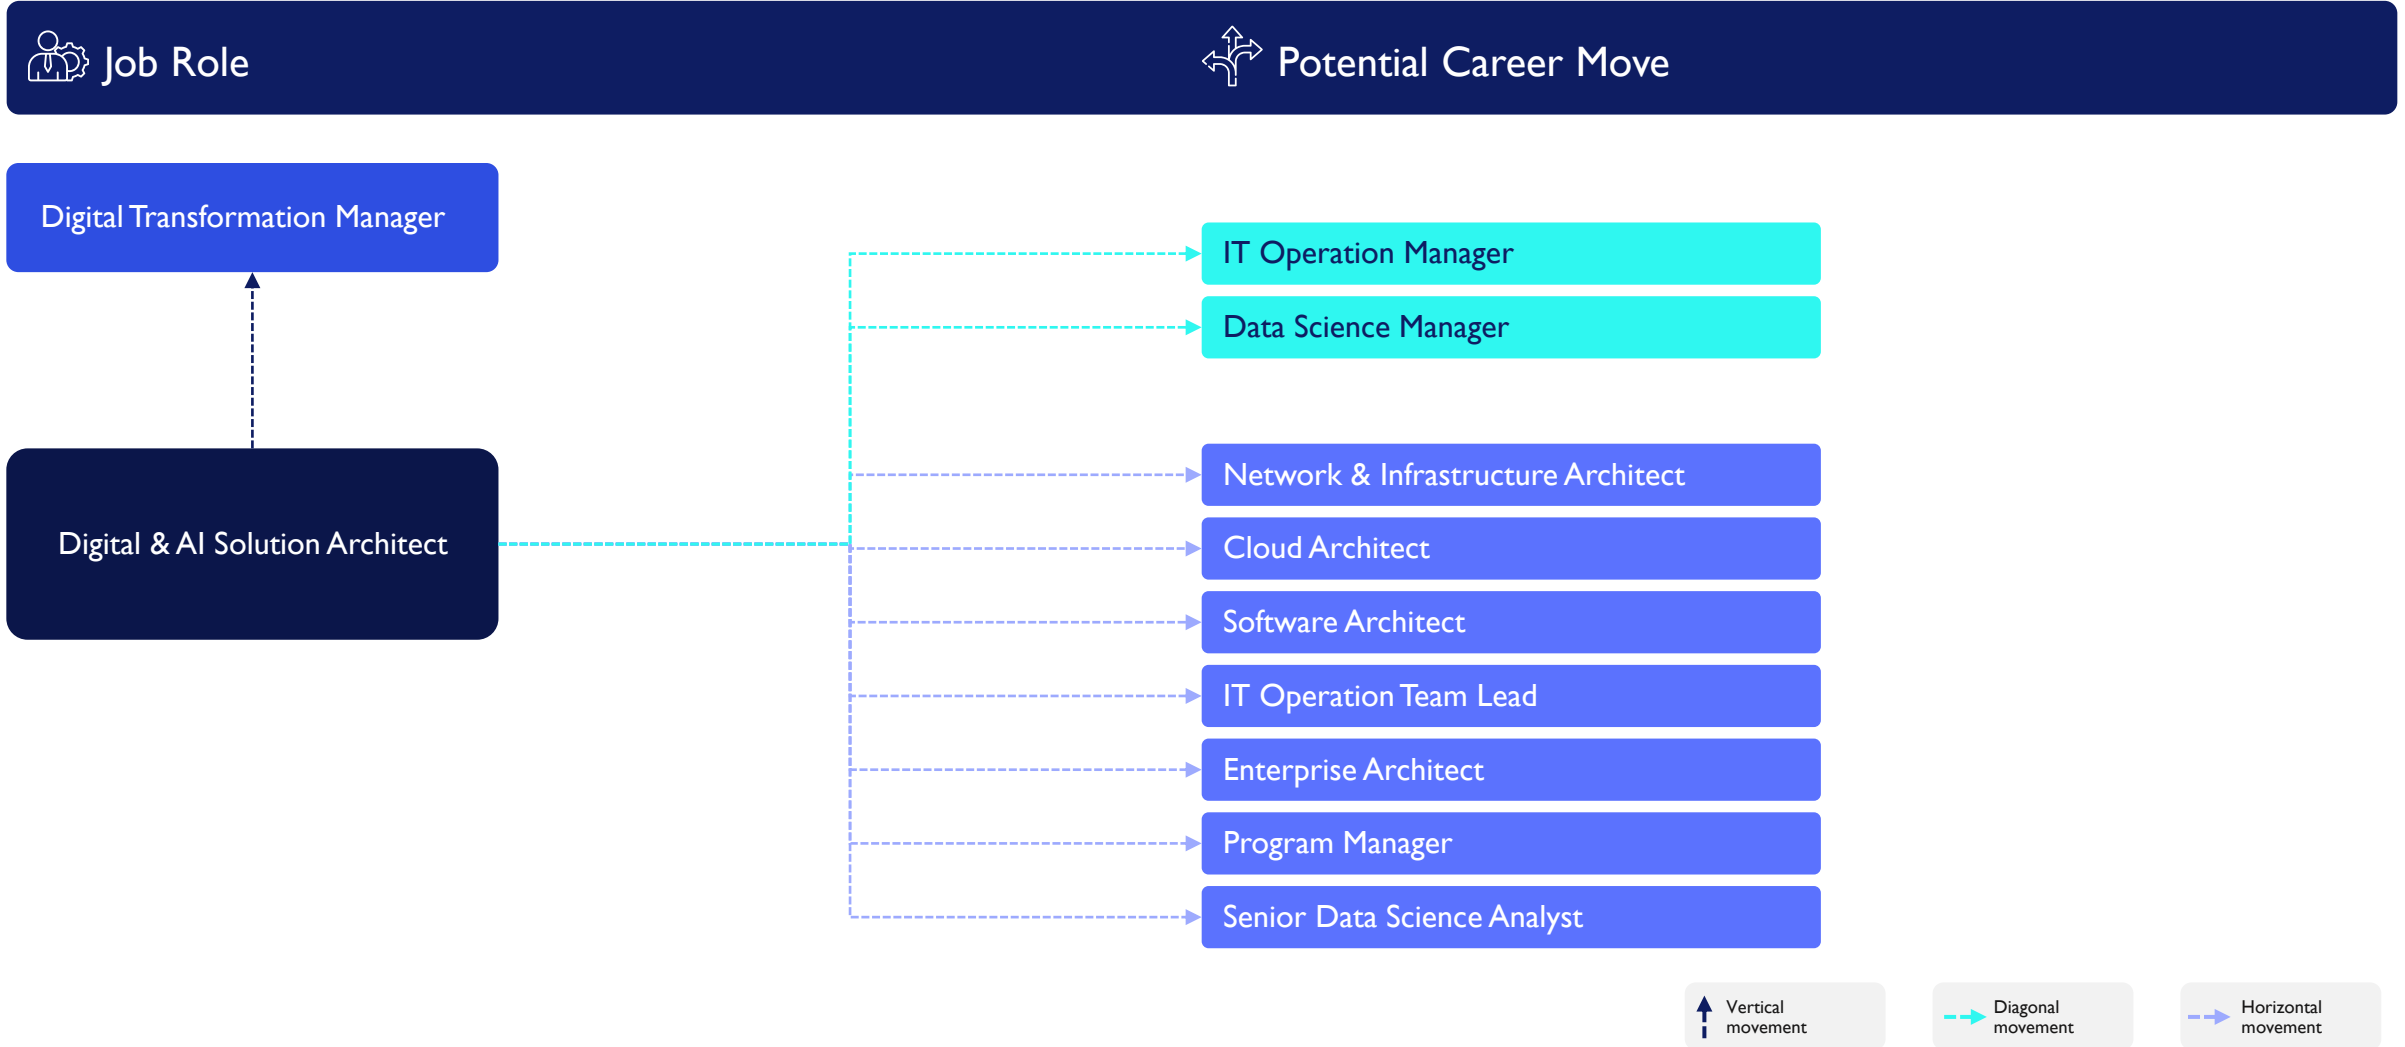 Job Role
Potential Career Move
Digital Transformation Manager
IT Operation Manager
Data Science Manager
Network & Infrastructure Architect
Digital & AI Solution Architect
Cloud Architect
Software Architect
IT Operation Team Lead
Enterprise Architect
Program Manager
Senior Data Science Analyst
Vertical
movement
Diagonal
movement
Horizontal
movement